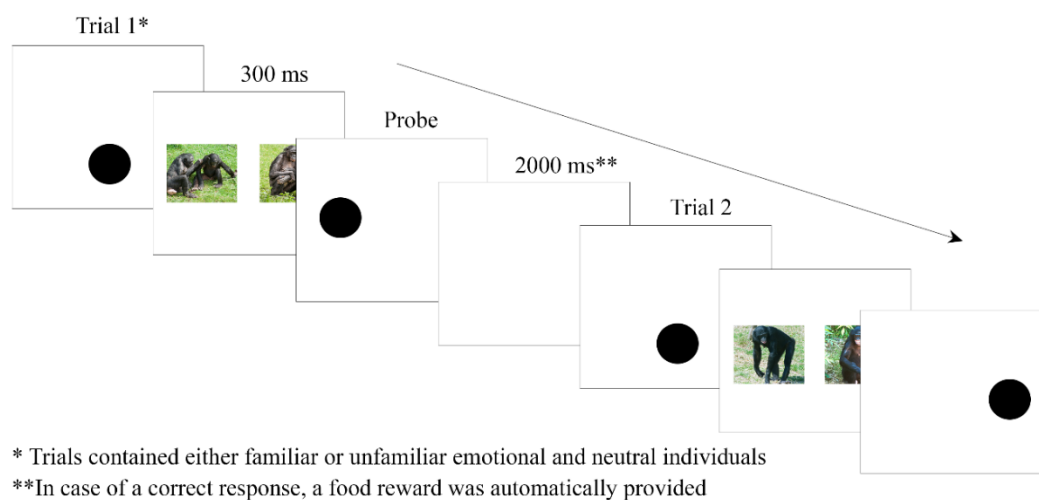 Trial 1*
300 ms
Probe
2000 ms**
Trial 2
* Trials contained either familiar or unfamiliar emotional and neutral individuals
**In case of a correct response, a food reward was automatically provided